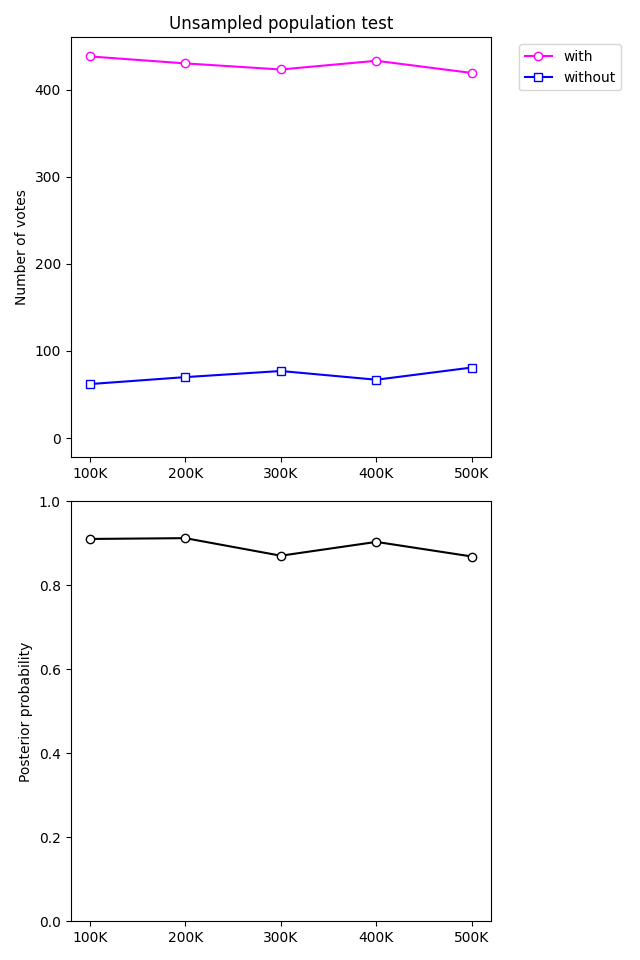 Unsampled population test
with
without
Number of votes
400
300
200
100
0
100K 200K 300K 400K 500K
Posterior probability
1.0
0.8
0.6
0.4
0.2
0.0
100K 200K 300K 400K 500K